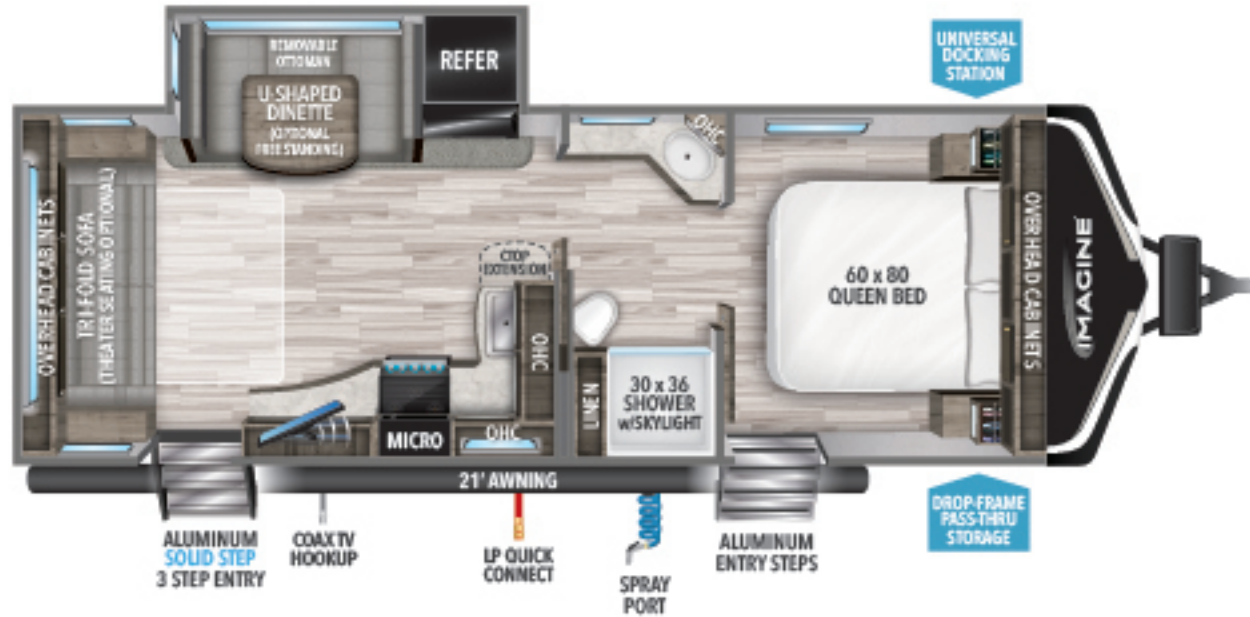 UNIVERSAL
DOCKING
STATION
REMOVABLE
OTTOMAN
REFER
U-SHAPED
DINETTE
(OPTIONAL
FREE STANDING)
OHC
OVERHEAD CABINETS
TRI-FOLD SOFA
(THEATER SEATING OPTIONAL)
CTOP
EXTENSION
OHC
60 x 80
QUEEN BED
OVERHEAD CABINETS
IMAGINE
LINEN
30 x 36
SHOWER
w/SKYLIGHT
MICRO
OHC
21' AWNING
ALUMINUM
SOLID STEP
3 STEP ENTRY
COAX TV
HOOKUP
LP QUICK
CONNECT
SPRAY
PORT
ALUMINUM
ENTRY STEPS
DROP-FRAME
PASS-THRU
STORAGE